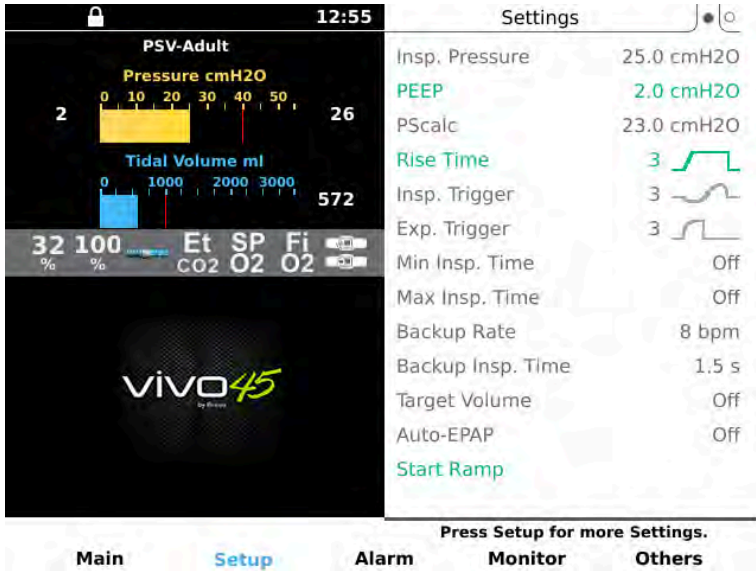 12:55
PSV-Adult
Pressure cmH2O
0 10 20 30 40 50
2 26
Tidal Volume ml
0 1000 2000 3000
572
32 % 100 % Et CO2 SP O2 Fi O2
vivo 45
by Breas
Settings
Insp. Pressure 25.0 cmH2O
PEEP 2.0 cmH2O
PScalc 23.0 cmH2O
Rise Time 3
Insp. Trigger 3
Exp. Trigger 3
Min Insp. Time Off
Max Insp. Time Off
Backup Rate 8 bpm
Backup Insp. Time 1.5 s
Target Volume Off
Auto-EPAP Off
Start Ramp
Press Setup for more Settings.
Main Setup Alarm Monitor Others